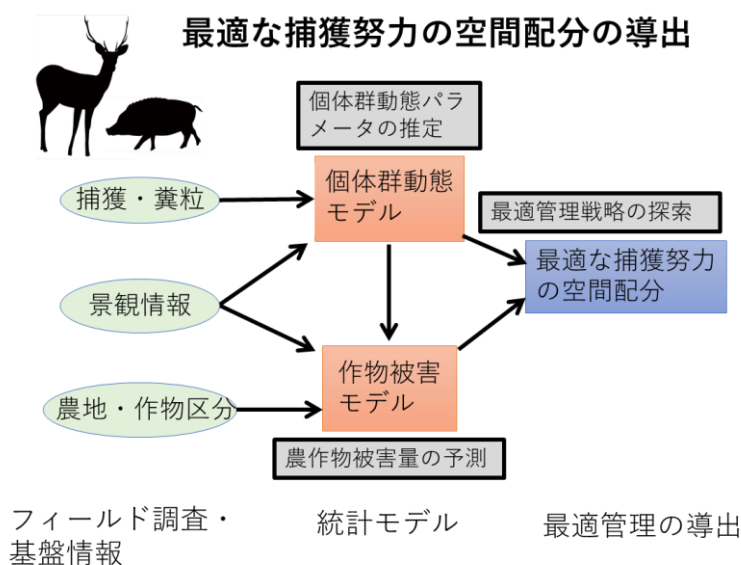 最適な捕獲努力の空間配分の導出
個体群動態パラ
メータの推定
捕獲・糞粒
個体群動態
モデル
最適管理戦略の探索
最適な捕獲努力
の空間配分
景観情報
作物被害
モデル
農地・作物区分
農作物被害量の予測
フィールド調査・
基盤情報
統計モデル
最適管理の導出